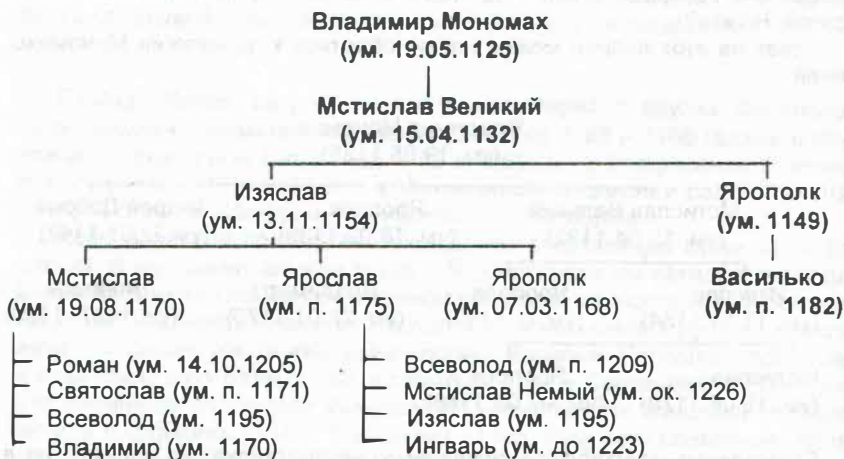 Владимир Мономах
(ум. 19.05.1125)
Мстислав Великий
(ум. 15.04.1132)
Изяслав
(ум. 13.11.1154)
Ярополк
(ум. 1149)
Мстислав
(ум. 19.08.1170)
Ярослав
(ум. п. 1175)
Ярополк
(ум. 07.03.1168)
Василько
(ум. п. 1182)
Роман (ум. 14.10.1205)
Святослав (ум. п. 1171)
Всеволод (ум. 1195)
Владимир (ум. 1170)
Всеволод (ум. п. 1209)
Мстислав Немый (ум. ок. 1226)
Изяслав (ум. 1195)
Ингварь (ум. до 1223)